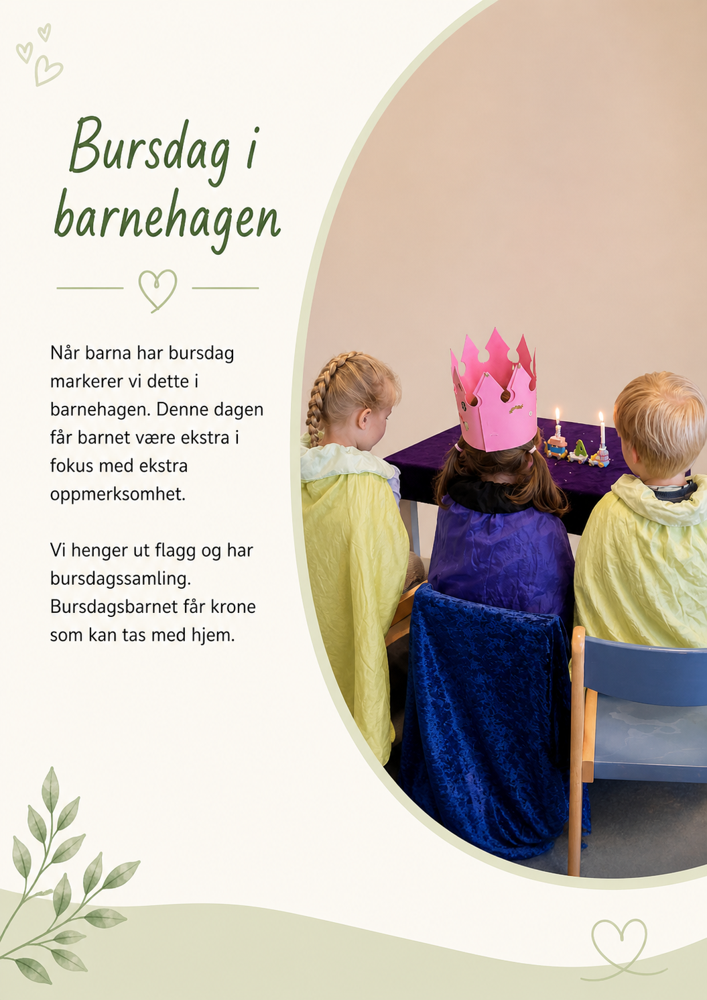 Bursdag i
barnehagen
Når barna har bursdag
markerer vi dette i
barnehagen. Denne dagen
får barnet være ekstra i
fokus med ekstra
oppmerksomhet.
Vi henger ut flagg og har
bursdagssamling.
Bursdagsbarnet får krone
som kan tas med hjem.